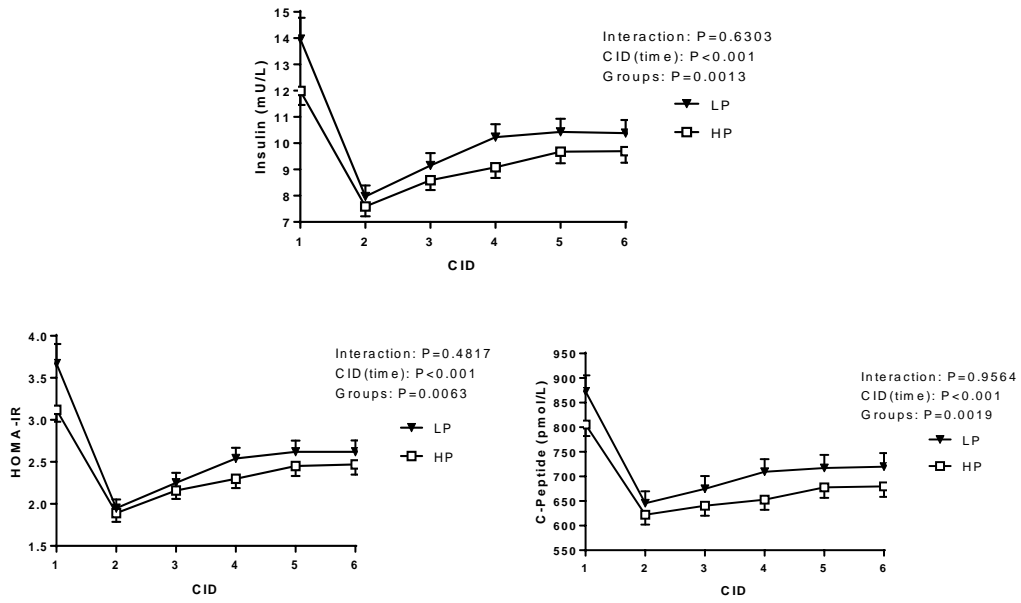 Insulin (mU/L)
15
14
13
12
11
10
9
8
7
1 2 3 4 5 6
CID
Interaction: P=0.6303
CID(time): P<0.001
Groups: P=0.0013
LP
HP
HOMA-IR
4.0
3.5
3.0
2.5
2.0
1.5
1 2 3 4 5 6
CID
Interaction: P=0.4817
CID(time): P<0.001
Groups: P=0.0063
LP
HP
C-Peptide (pmol/L)
950
900
850
800
750
700
650
600
550
1 2 3 4 5 6
CID
Interaction: P=0.9564
CID(time): P<0.001
Groups: P=0.0019
LP
HP